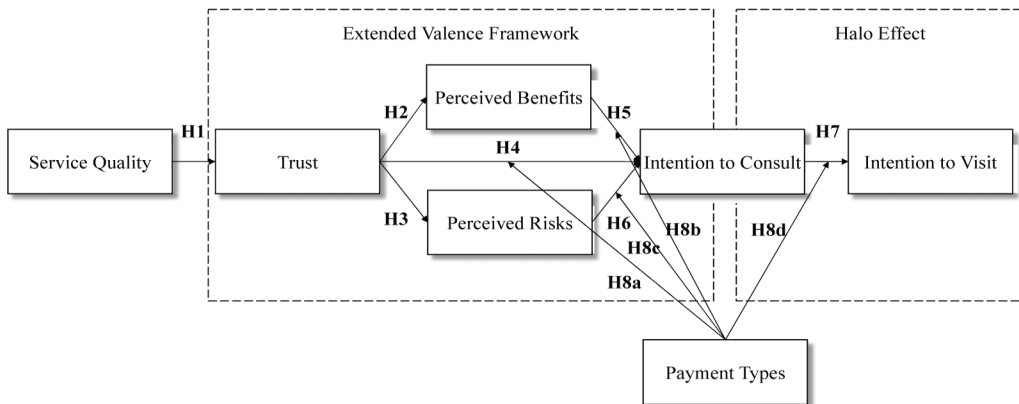 Extended Valence Framework
Halo Effect
Perceived Benefits
H2
H5
H1
H4
H7
Service Quality
Trust
Intention to Consult
Intention to Visit
H3
Perceived Risks
H6
H8b
H8d
H8c
H8a
Payment Types